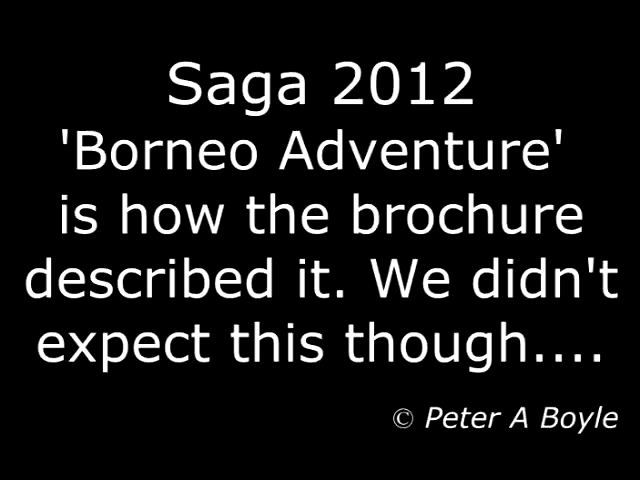 Saga 2012
'Borneo Adventure'
is how the brochure
described it. We didn't
expect this though....
© Peter A Boyle